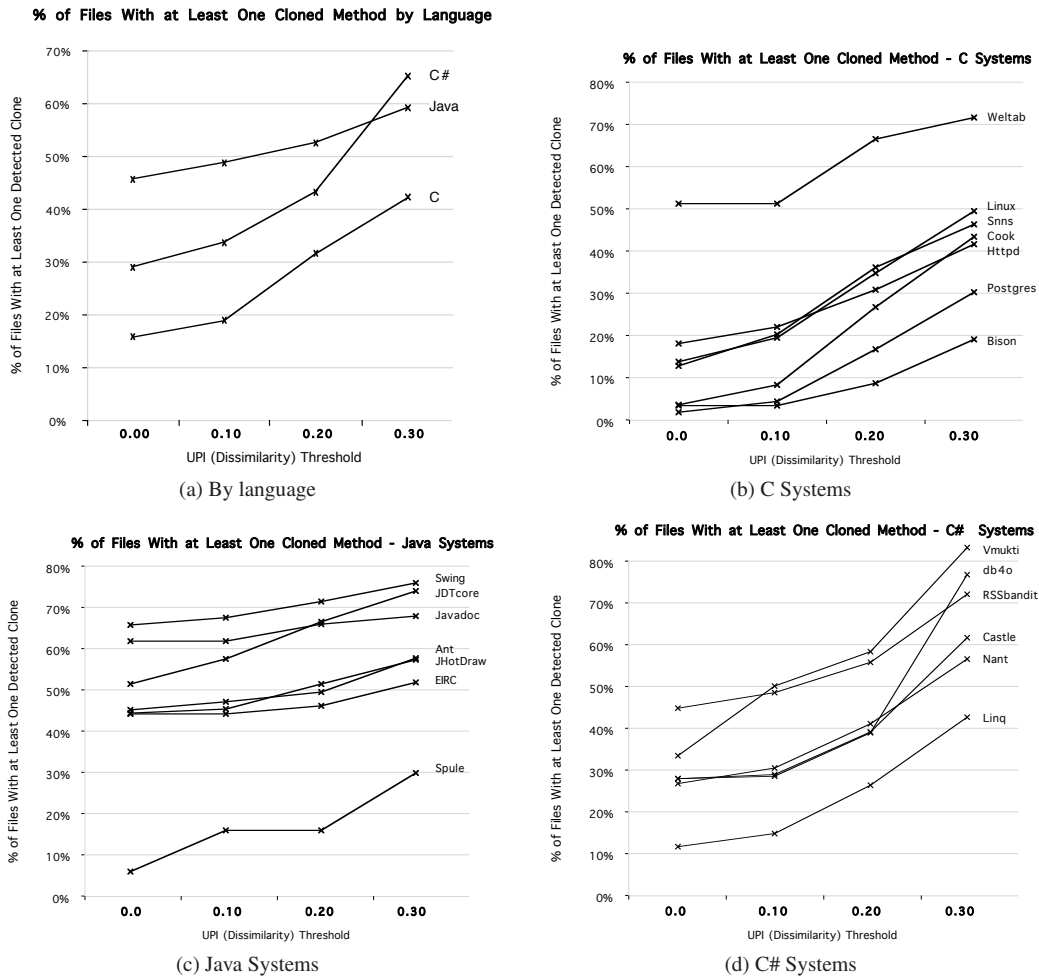 % of Files With at Least One Cloned Method by Language
% of Files With at Least One Detected Clone
70%
60%
50%
40%
30%
20%
10%
0%
C#
Java
C
0.00 0.10 0.20 0.30
UPI (Dissimilarity) Threshold
(a) By language
% of Files With at Least One Cloned Method - C Systems
% of Files With at Least One Detected Clone
80%
70%
60%
50%
40%
30%
20%
10%
0%
Weltab
Linux
Snns
Cook
Httpd
Postgres
Bison
0.0 0.10 0.20 0.30
UPI (Dissimilarity) Threshold
(b) C Systems
% of Files With at Least One Cloned Method - Java Systems
% of Files With at Least One Detected Clone
80%
70%
60%
50%
40%
30%
20%
10%
0%
Swing
JDTcore
Javadoc
Ant
JHotDraw
EIRC
Spule
0.0 0.10 0.20 0.30
UPI (Dissimilarity) Threshold
(c) Java Systems
% of Files With at Least One Cloned Method - C# Systems
% of Files With at Least One Detected Clone
80%
70%
60%
50%
40%
30%
20%
10%
0%
Vmukti
db4o
RSSbandit
Castle
Nant
Linq
0.0 0.10 0.20 0.30
UPI (Dissimilarity) Threshold
(d) C# Systems